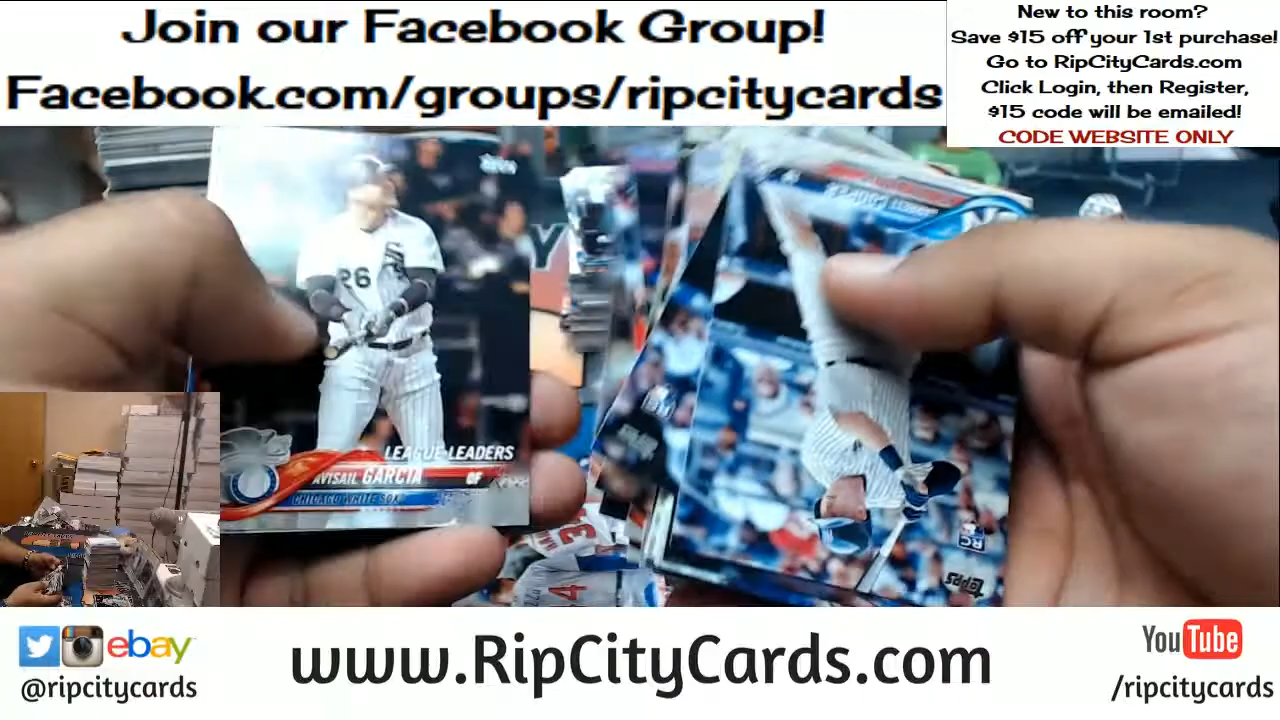 Join our Facebook Group!
Facebook.com/groups/ripcitycards
New to this room?
Save $15 off your 1st purchase!
Go to RipCityCards.com
Click Login, then Register,
$15 code will be emailed!
CODE WEBSITE ONLY
26
LEAGUE LEADERS
AVISAIL GARCIA OF
CHICAGO WHITE SOX
RC
topps
ebay
@ripcitycards
www.RipCityCards.com
YouTube
/ripcitycards